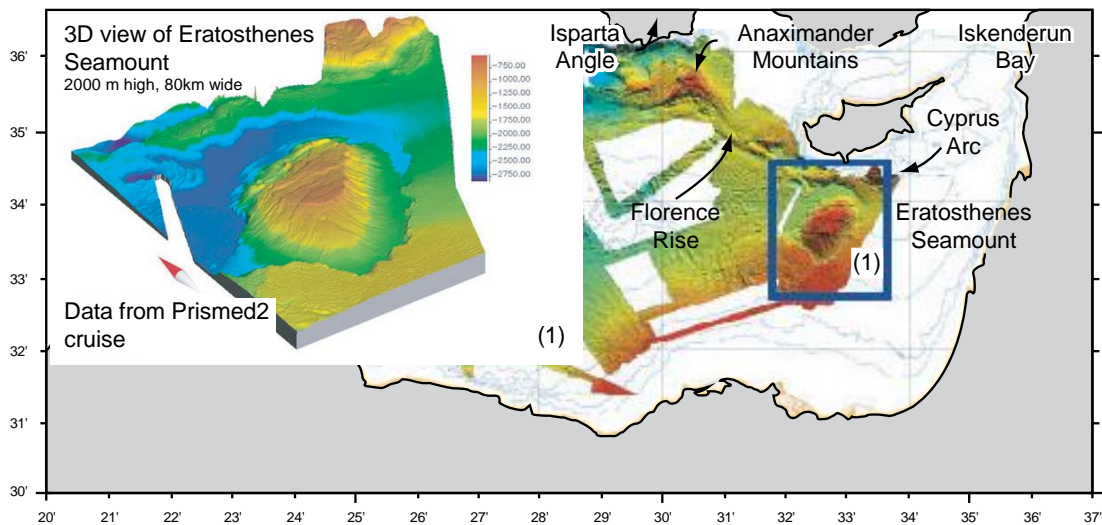 3D view of Eratosthenes
Seamount
2000 m high, 80km wide
-750.00
-1000.00
-1250.00
-1500.00
-1750.00
-2000.00
-2250.00
-2500.00
-2750.00
Data from Prismed2
cruise
(1)
Isparta
Angle
Anaximander
Mountains
Iskenderun
Bay
Cyprus
Arc
Florence
Rise
Eratosthenes
Seamount
(1)
36'
35'
34'
33'
32'
31'
30'
20' 21' 22' 23' 24' 25' 26' 27' 28' 29' 30' 31' 32' 33' 34' 35' 36' 37'